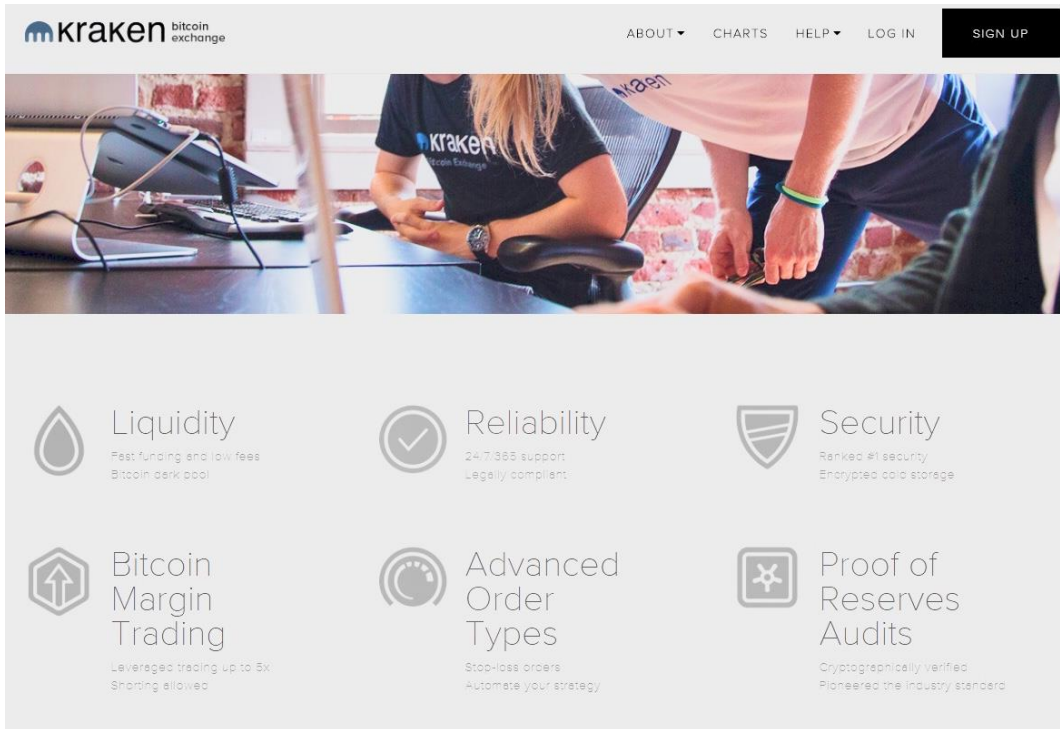 kraken bitcoin exchange
ABOUT CHARTS HELP LOG IN SIGN UP
kraken
kraken
Bitcoin Exchange
Liquidity
Fast funding and low fees
Bitcoin dark pool
Reliability
24/7/365 support
Legally compliant
Security
Ranked #1 security
Encrypted cold storage
Bitcoin
Margin
Trading
Leveraged trading up to 5x
Shorting allowed
Advanced
Order
Types
Stop-loss orders
Automate your strategy
Proof of
Reserves
Audits
Cryptographically verified
Pioneered the industry standard